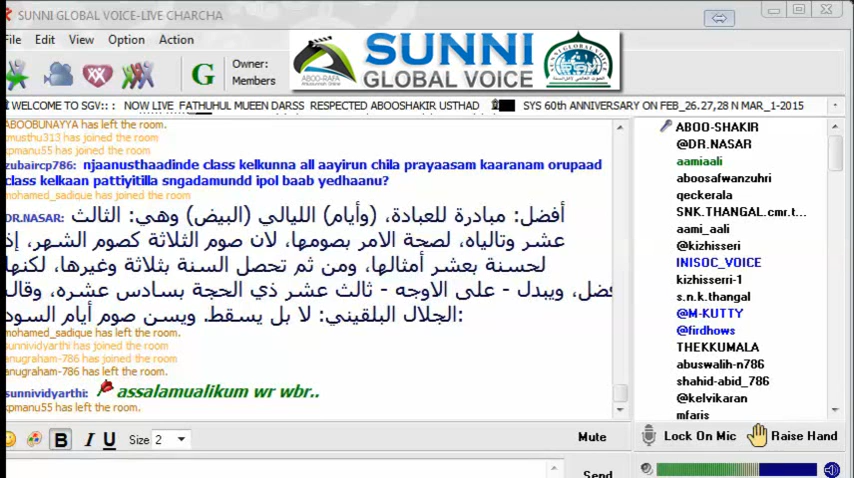 SUNNI GLOBAL VOICE-LIVE CHARCHA
File Edit View Option Action
Owner:
Members
ABOO-RAFA
SUNNI
GLOBAL VOICE
WELCOME TO SGV: : : NOW LIVE FATHUHUL MUEEN DARSS RESPECTED ABOOSHAKIR USTHAD SYS 60th ANNIVERSARY ON FEB_26.27,28 N MAR_1-2015
ABOOBUNAYYA has left the room.
musthu313 has joined the room
pmanu55 has joined the room
zubaircp786: njaanusthaadinde class kelkunna all aayirun chila prayaasam kaaranam orupaad
class kelkaan pattiyitilla sngadamundd ipol baab yedhaanu?
mohamed_sadique has joined the room
DR.NASAR: أفضل: مبادرة للعبادة، (وأيام) الليالي (البيض) وهي: الثالث
عشر وتالياه، لصحة الامر بصومها، لان صوم الثلاثة كصوم الشهر، إذ
لحسنة بعشر أمثالها، ومن ثم تحصل السنة بثلاثة وغيرها، لكنها
فضل، ويبدل - على الاوجه - ثالث عشر ذي الحجة بسادس عشره، وقال
الجلال البلقيني: لا بل يسقط. ويسن صوم أيام السود:
mohamed_sadique has left the room.
sunnividyarthi has joined the room
anugraham-786 has joined the room
anugraham-786 has left the room.
sunnividyarthi: assalamualikum wr wbr..
pmanu55 has left the room.
B I U Size 2
Mute
Send
ABOO-SHAKIR
@DR.NASAR
aamiaali
aboosafwanzuhri
qeckerala
SNK.THANGAL.cmr.t...
aami_aali
@kizhisseri
INISOC_VOICE
kizhisserri-1
s.n.k.thangal
@M-KUTTY
@firdhows
THEKKUMALA
abuswalih-n786
shahid-abid_786
@kelvikaran
mfaris
Lock On Mic Raise Hand